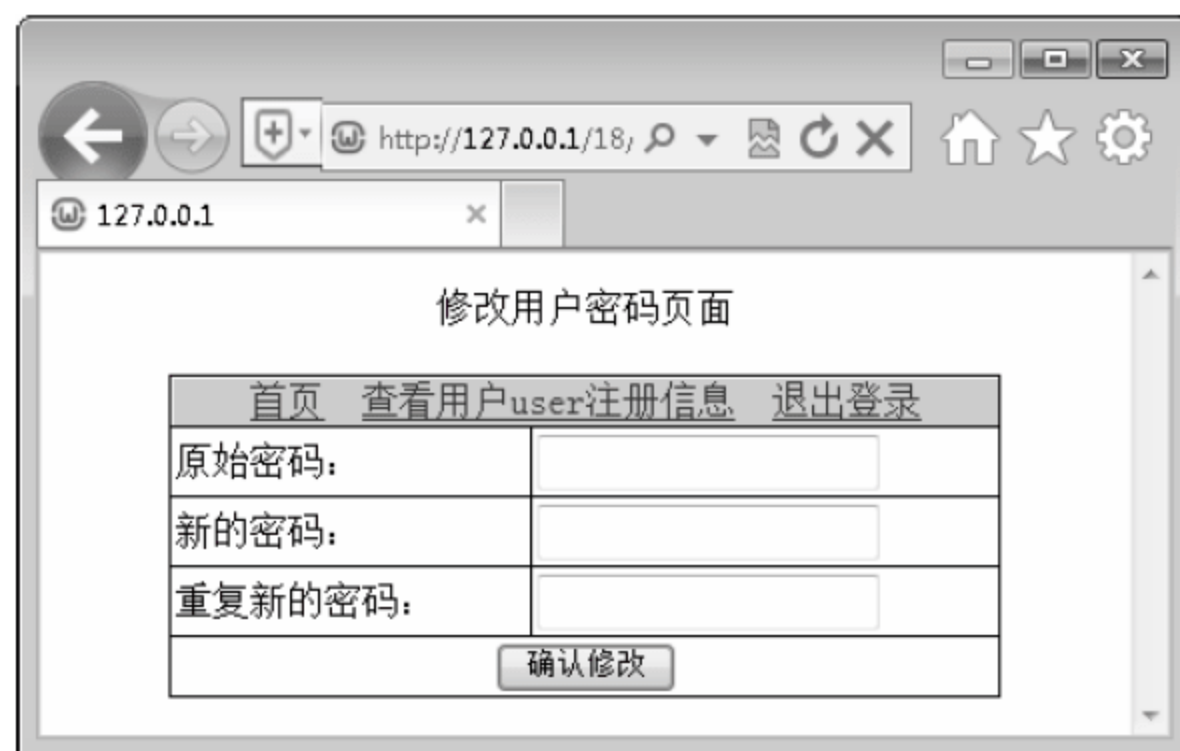 http://127.0.0.1/18/
127.0.0.1
修改用户密码页面
首页 查看用户user注册信息 退出登录
原始密码：
新的密码：
重复新的密码：
确认修改